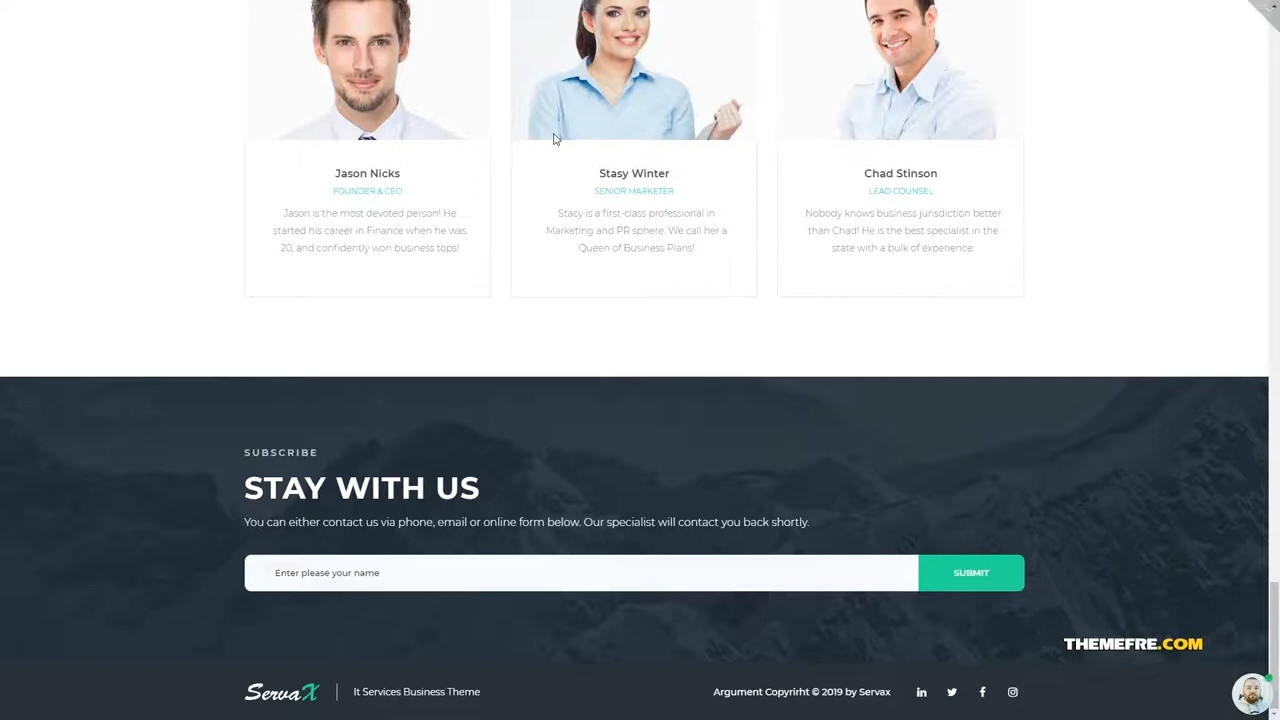 Jason Nicks
FOUNDER & CEO
Jason is the most devoted person! He
started his career in Finance when he was
20, and confidently won business tops!
Stasy Winter
SENIOR MARKETER
Stacy is a first-class professional in
Marketing and PR sphere. We call her a
Queen of Business Plans!
Chad Stinson
LEAD COUNSEL
Nobody knows business jurisdiction better
than Chad! He is the best specialist in the
state with a bulk of experience.
SUBSCRIBE
STAY WITH US
You can either contact us via phone, email or online form below. Our specialist will contact you back shortly.
Enter please your name
SUBMIT
THEMEFRE.COM
ServaX
It Services Business Theme
Argument Copyrirht © 2019 by Servax